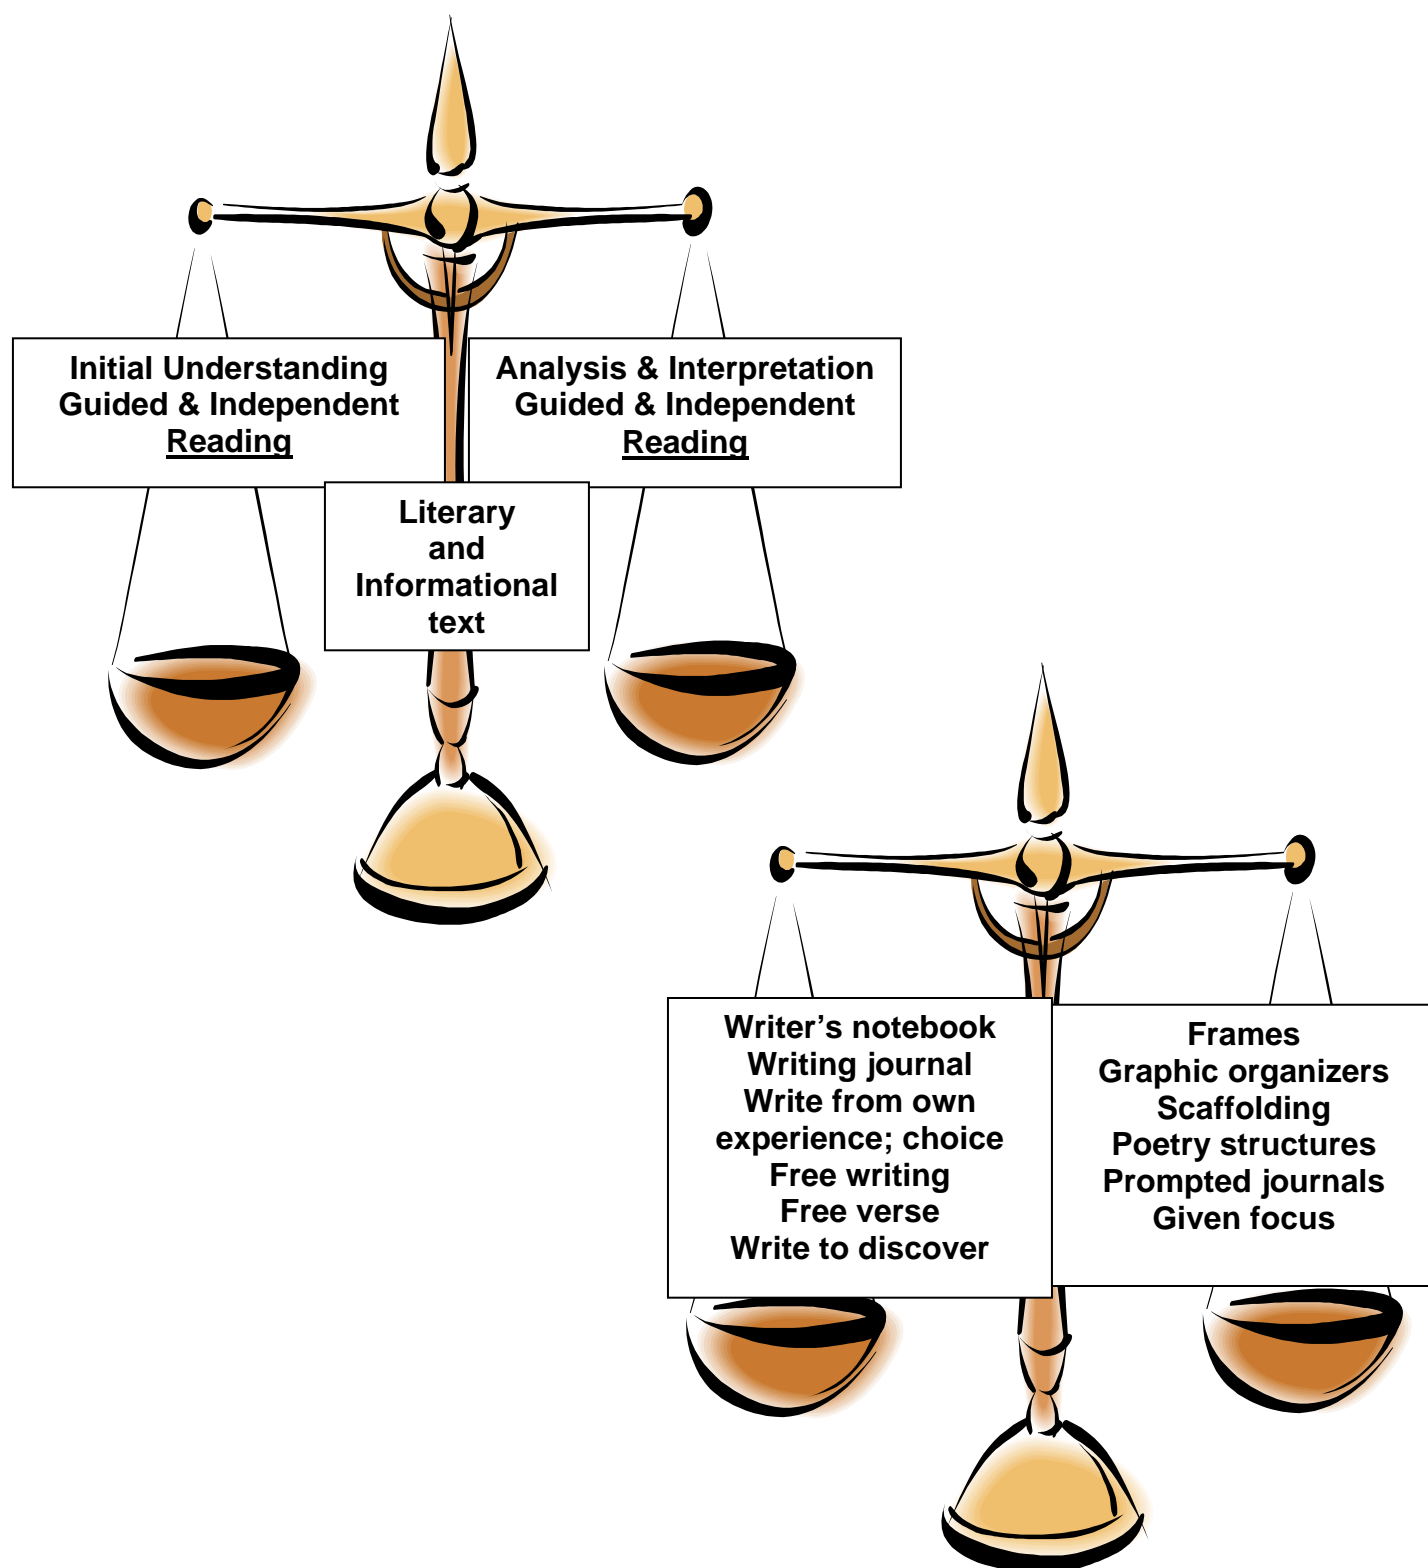 Initial Understanding
Guided & Independent
Reading
Analysis & Interpretation
Guided & Independent
Reading
Literary
and
Informational
text
Writer’s notebook
Writing journal
Write from own
experience; choice
Free writing
Free verse
Write to discover
Frames
Graphic organizers
Scaffolding
Poetry structures
Prompted journals
Given focus